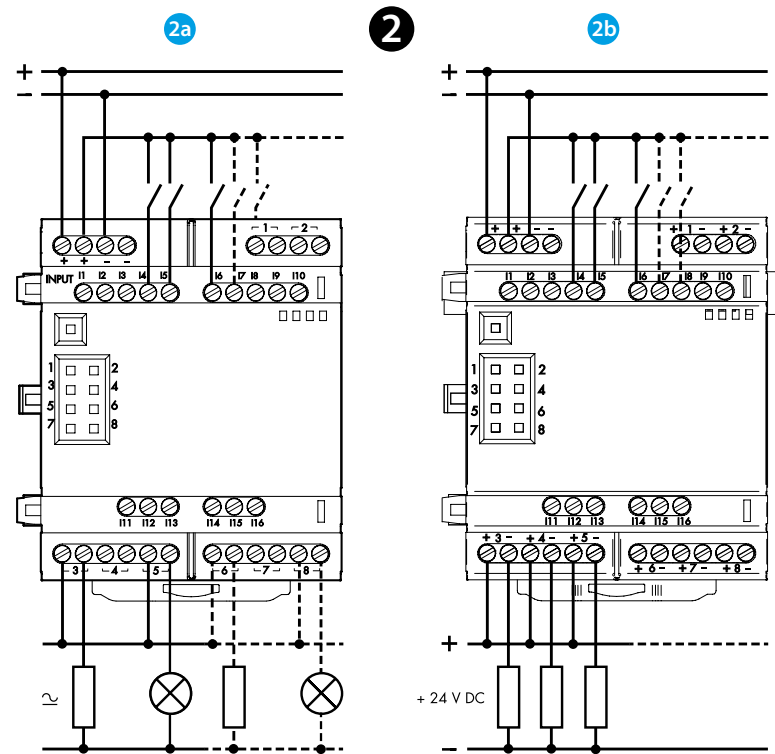 2a 2 2b
+ +
− −
1 2 + + − − + 1 − + 2 −
+ + − −
INPUT I1 I2 I3 I4 I5 I6 I7 I8 I9 I10 I1 I2 I3 I4 I5 I6 I7 I8 I9 I10
1 2 1 2
3 4 3 4
5 6 5 6
7 8 7 8
I11 I12 I13 I14 I15 I16 I11 I12 I13 I14 I15 I16
+ 3 − + 4 − + 5 −
3 4 5 6 7 8 + 6 − + 7 − + 8 −
+
≃ + 24 V DC
−